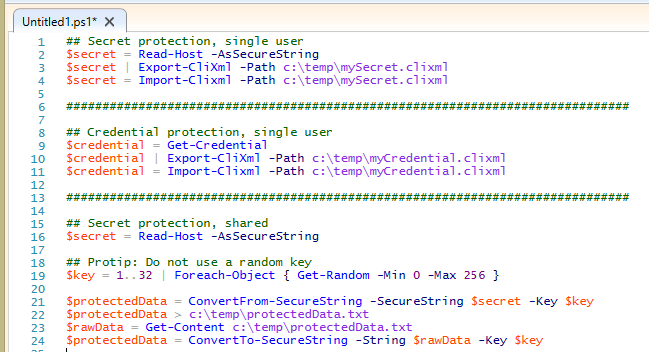 Untitled1.ps1* X
1 ## Secret protection, single user
2 $secret = Read-Host -AsSecureString
3 $secret | Export-CliXml -Path c:\temp\mySecret.clixml
4 $secret = Import-Clixml -Path c:\temp\mySecret.clixml
5
6 ##############################################################################
7
8 ## Credential protection, single user
9 $credential = Get-Credential
10 $credential | Export-CliXml -Path c:\temp\myCredential.clixml
11 $credential = Import-Clixml -Path c:\temp\myCredential.clixml
12
13 ##############################################################################
14
15 ## Secret protection, shared
16 $secret = Read-Host -AsSecureString
17
18 ## Protip: Do not use a random key
19 $key = 1..32 | Foreach-Object { Get-Random -Min 0 -Max 256 }
20
21 $protectedData = ConvertFrom-SecureString -SecureString $secret -Key $key
22 $protectedData > c:\temp\protectedData.txt
23 $rawData = Get-Content c:\temp\protectedData.txt
24 $protectedData = ConvertTo-SecureString -String $rawData -Key $key